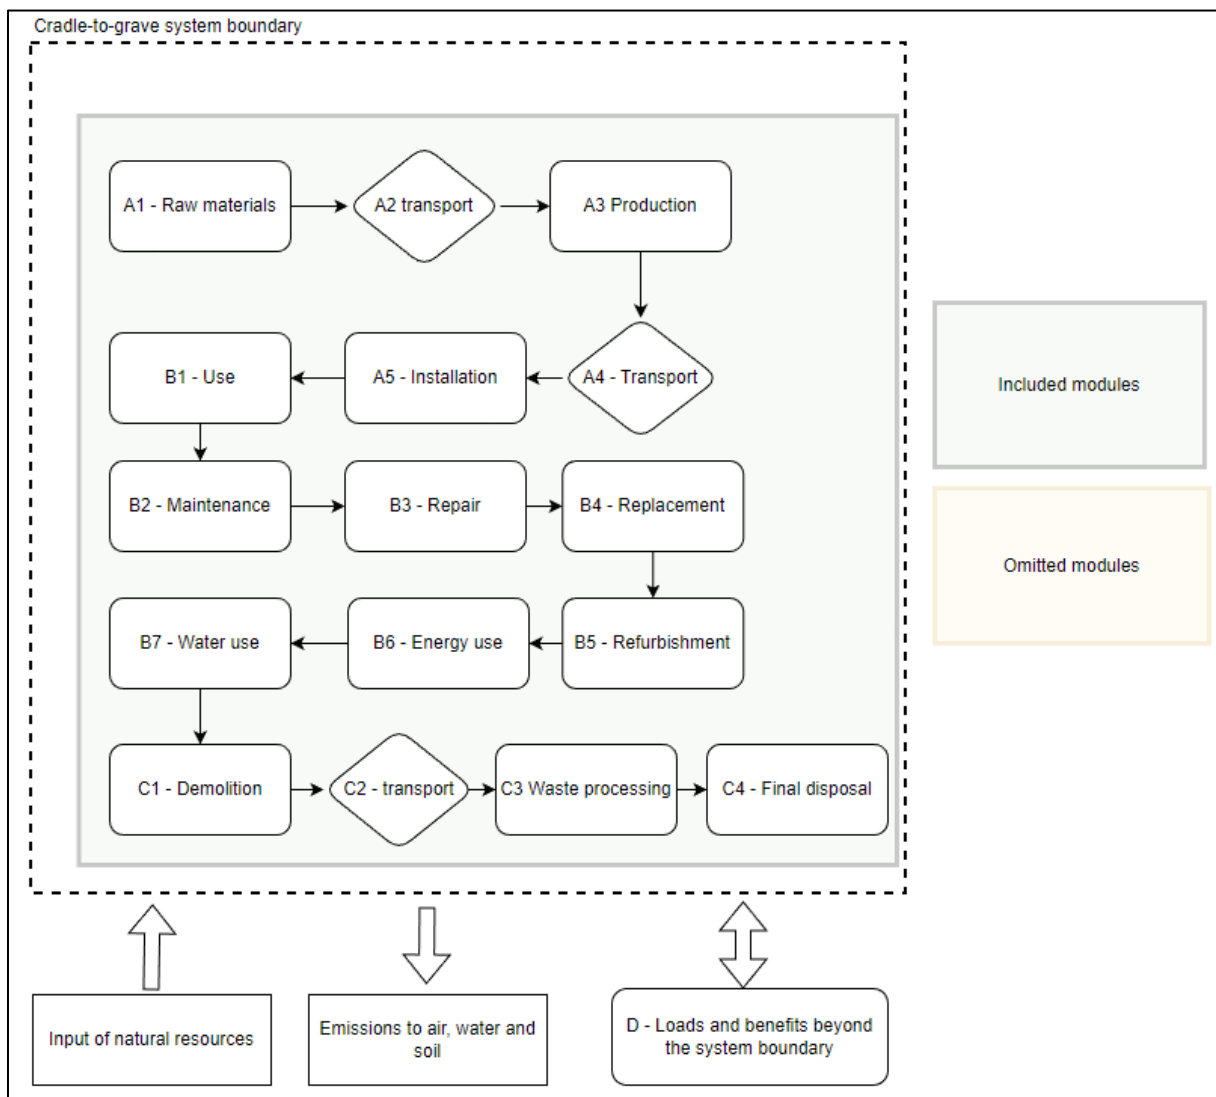 Cradle-to-grave system boundary
A1 - Raw materials
A2 transport
A3 Production
B1 - Use
A5 - Installation
A4 - Transport
Included modules
B2 - Maintenance
B3 - Repair
B4 - Replacement
Omitted modules
B7 - Water use
B6 - Energy use
B5 - Refurbishment
C1 - Demolition
C2 - transport
C3 Waste processing
C4 - Final disposal
Input of natural resources
Emissions to air, water and
soil
D - Loads and benefits beyond
the system boundary